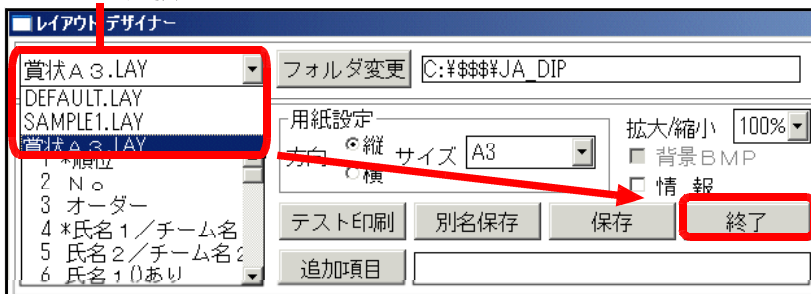 レイアウトデザイナー
賞状A3.LAY
フォルダ変更 C:¥$$$¥JA_DIP
DEFAULT.LAY
SAMPLE1.LAY
賞状A3.LAY
用紙設定
方向 縦 サイズ A3
横
拡大/縮小 100%
背景BMP
情 報
1 *順位
2 No
3 オーダー
4 *氏名1/チーム名
5 氏名2/チーム名2
6 氏名1()あり
テスト印刷 別名保存 保存 終了
追加項目